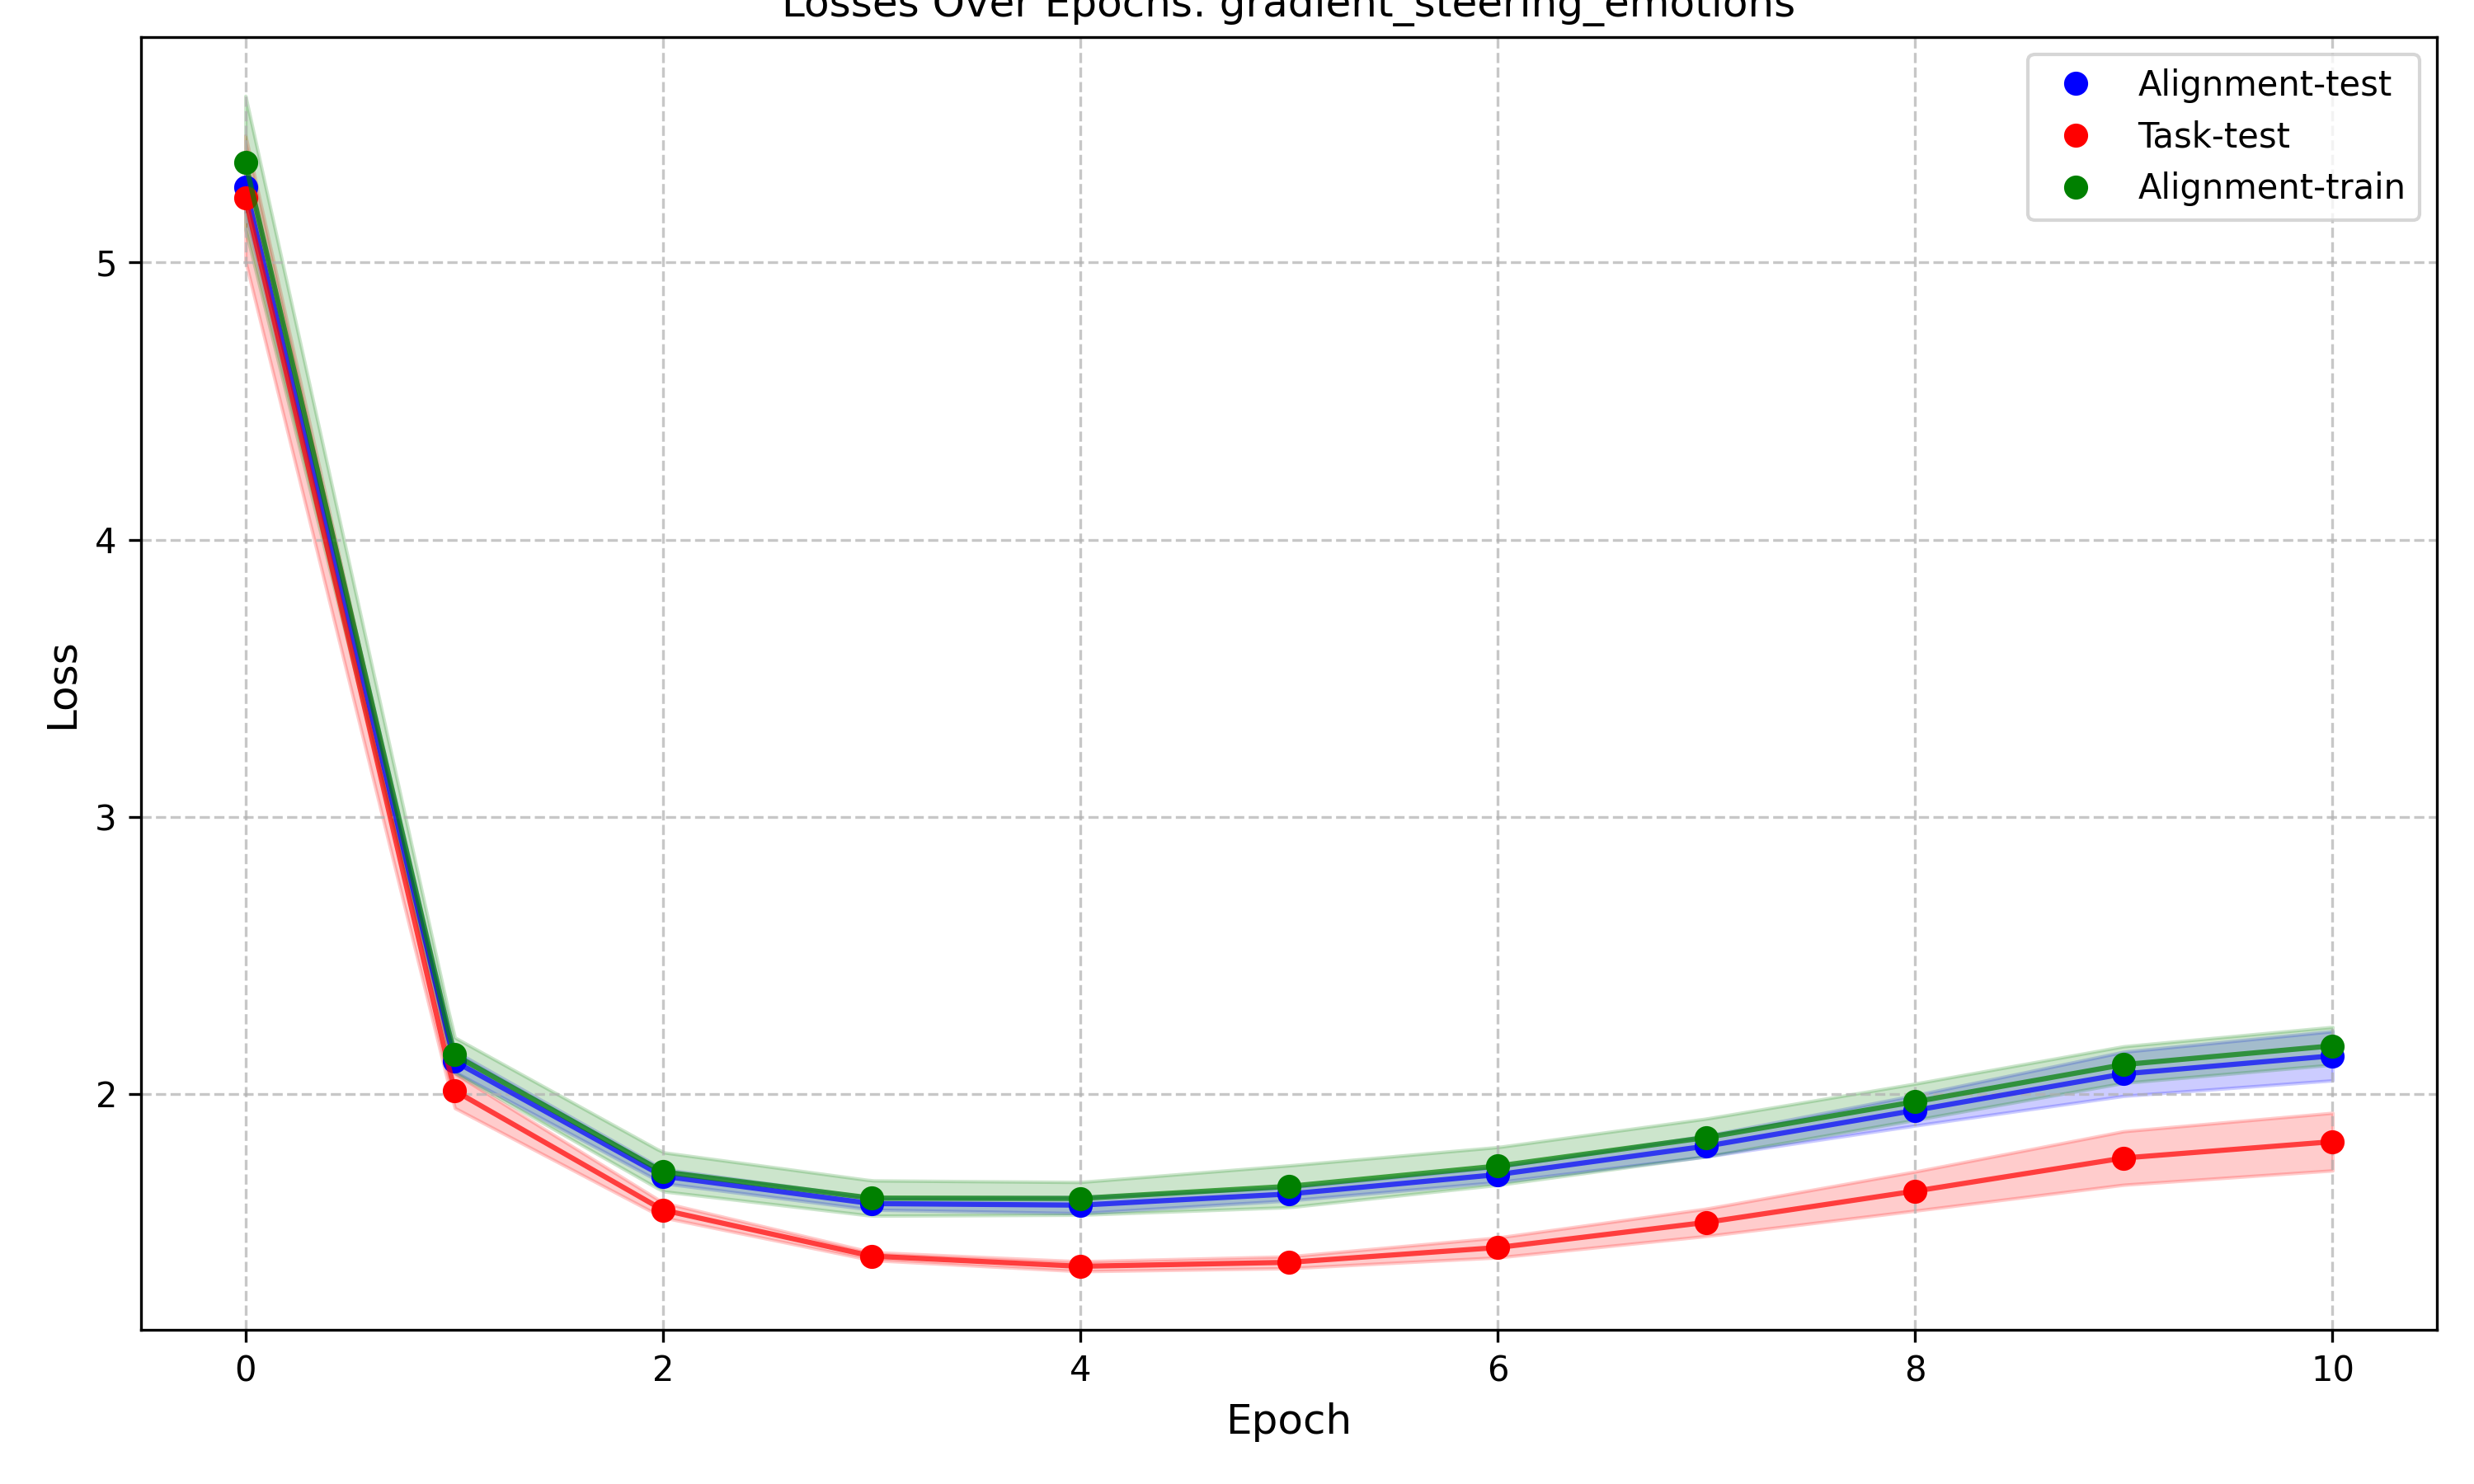 Losses Over Epochs: gradient_steering_emotions
Alignment-test
Task-test
Alignment-train
5
4
3
2
Loss
0 2 4 6 8 10
Epoch